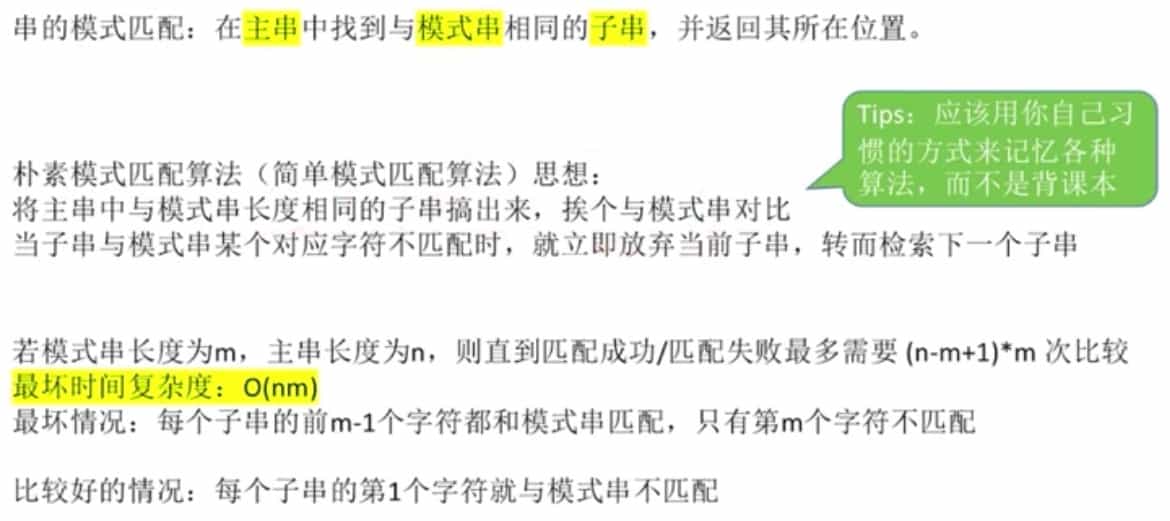 串的模式匹配：在主串中找到与模式串相同的子串，并返回其所在位置。
Tips：应该用你自己习
惯的方式来记忆各种
算法，而不是背课本
朴素模式匹配算法（简单模式匹配算法）思想：
将主串中与模式串长度相同的子串搞出来，挨个与模式串对比
当子串与模式串某个对应字符不匹配时，就立即放弃当前子串，转而检索下一个子串
若模式串长度为m，主串长度为n，则直到匹配成功/匹配失败最多需要 (n-m+1)*m 次比较
最坏时间复杂度：O(nm)
最坏情况：每个子串的前m-1个字符都和模式串匹配，只有第m个字符不匹配
比较好的情况：每个子串的第1个字符就与模式串不匹配